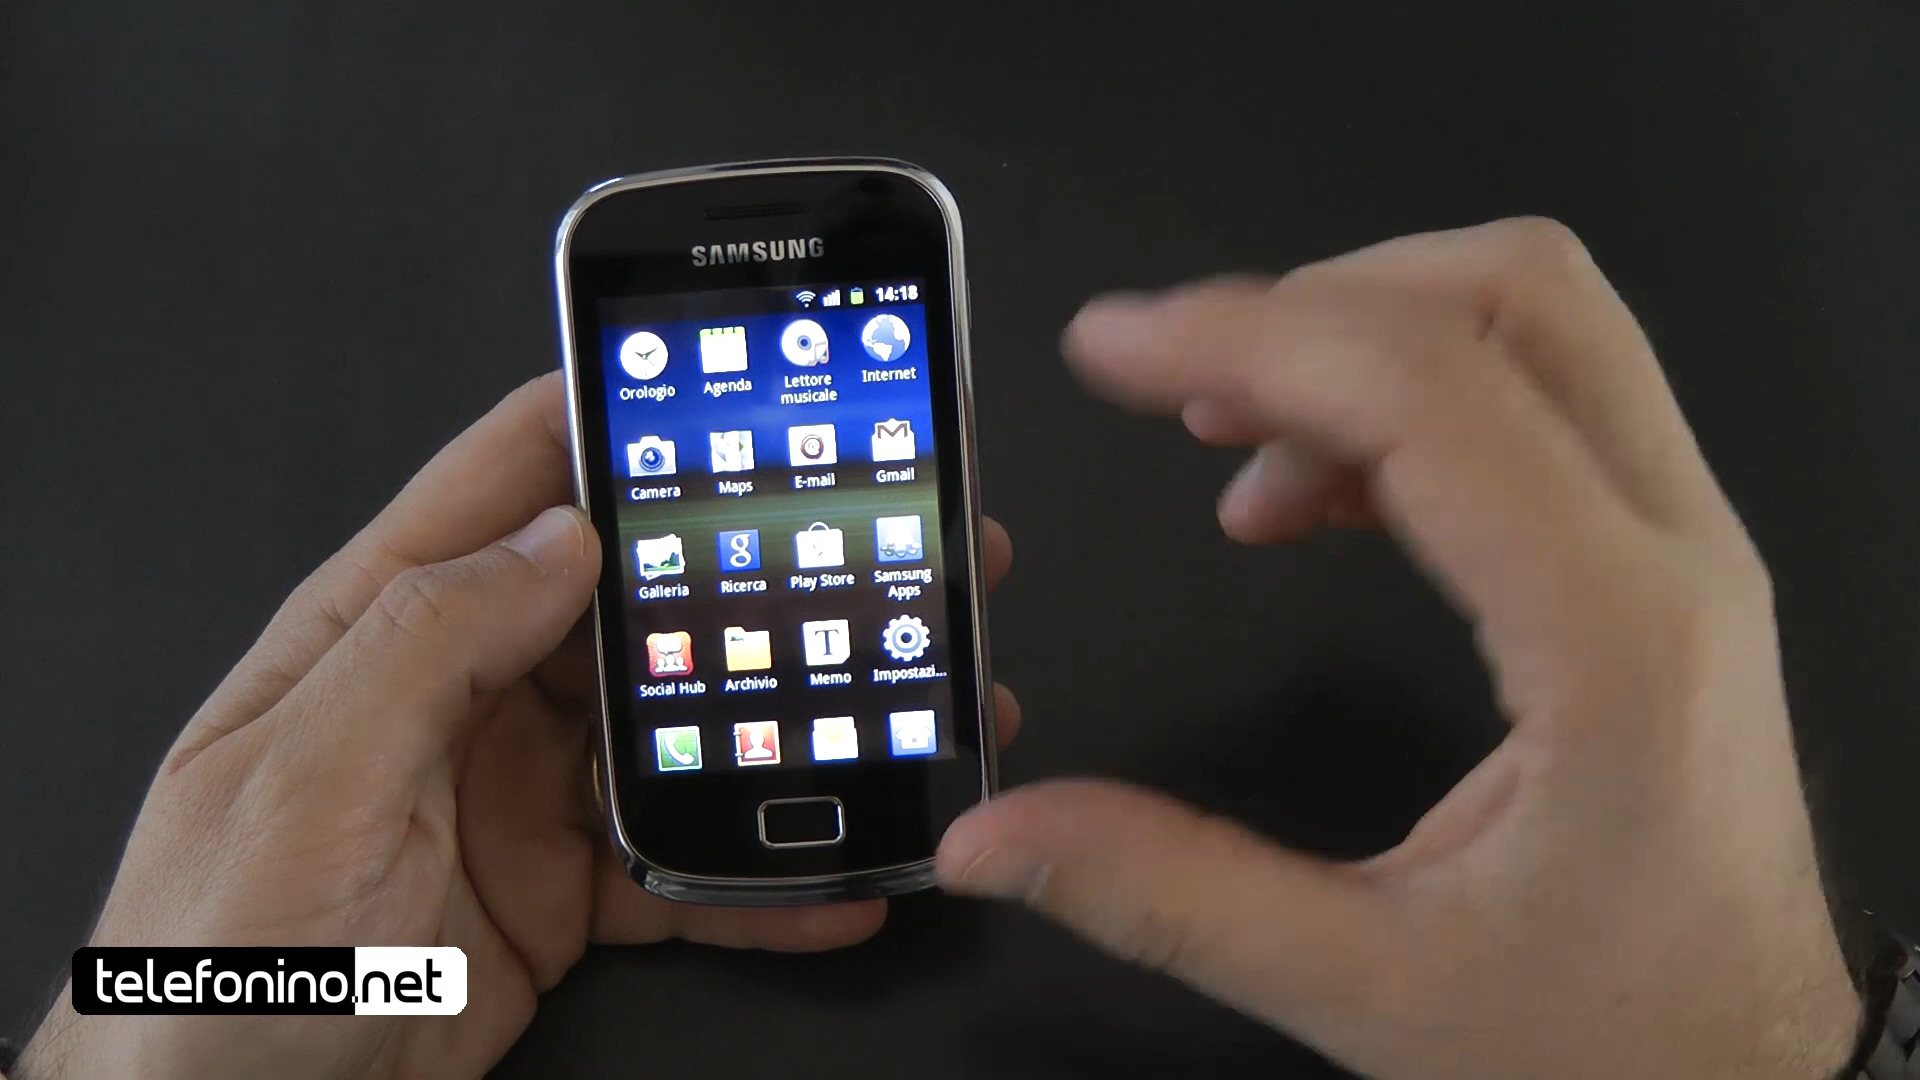 SAMSUNG
14:18
Orologio
Agenda
Lettore
musicale
Internet
Camera
Maps
E-mail
Gmail
Galleria
Ricerca
Play Store
Samsung
Apps
Social Hub
Archivio
Memo
Impostazi...
telefonino.net